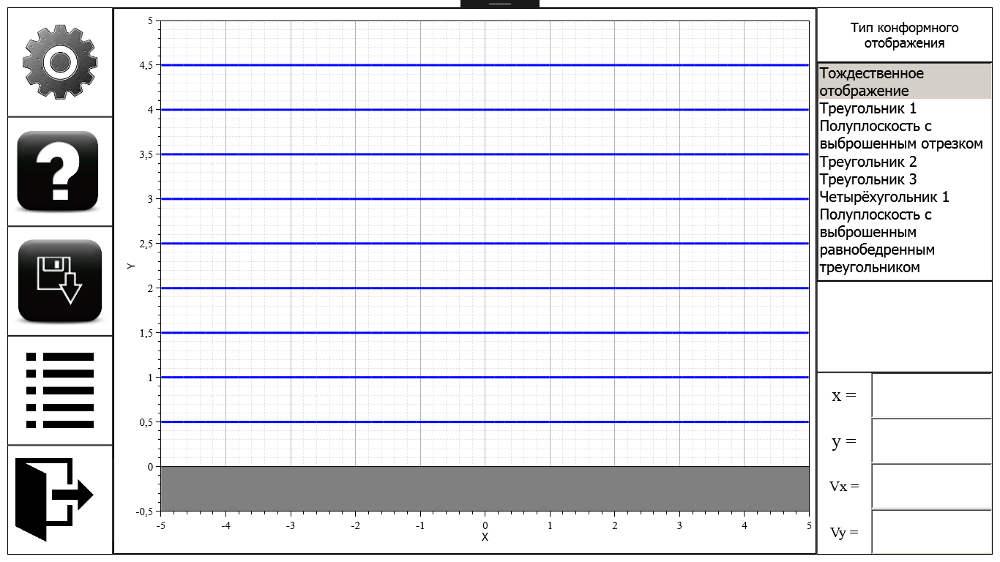 5
4,5
4
3,5
3
2,5
2
1,5
1
0,5
0
-0,5
Y
-5 -4 -3 -2 -1 0 1 2 3 4 5
X
Тип конформного
отображения
Тождественное
отображение
Треугольник 1
Полуплоскость с
выброшенным отрезком
Треугольник 2
Треугольник 3
Четырёхугольник 1
Полуплоскость с
выброшенным
равнобедренным
треугольником
x =
y =
Vx =
Vy =
?